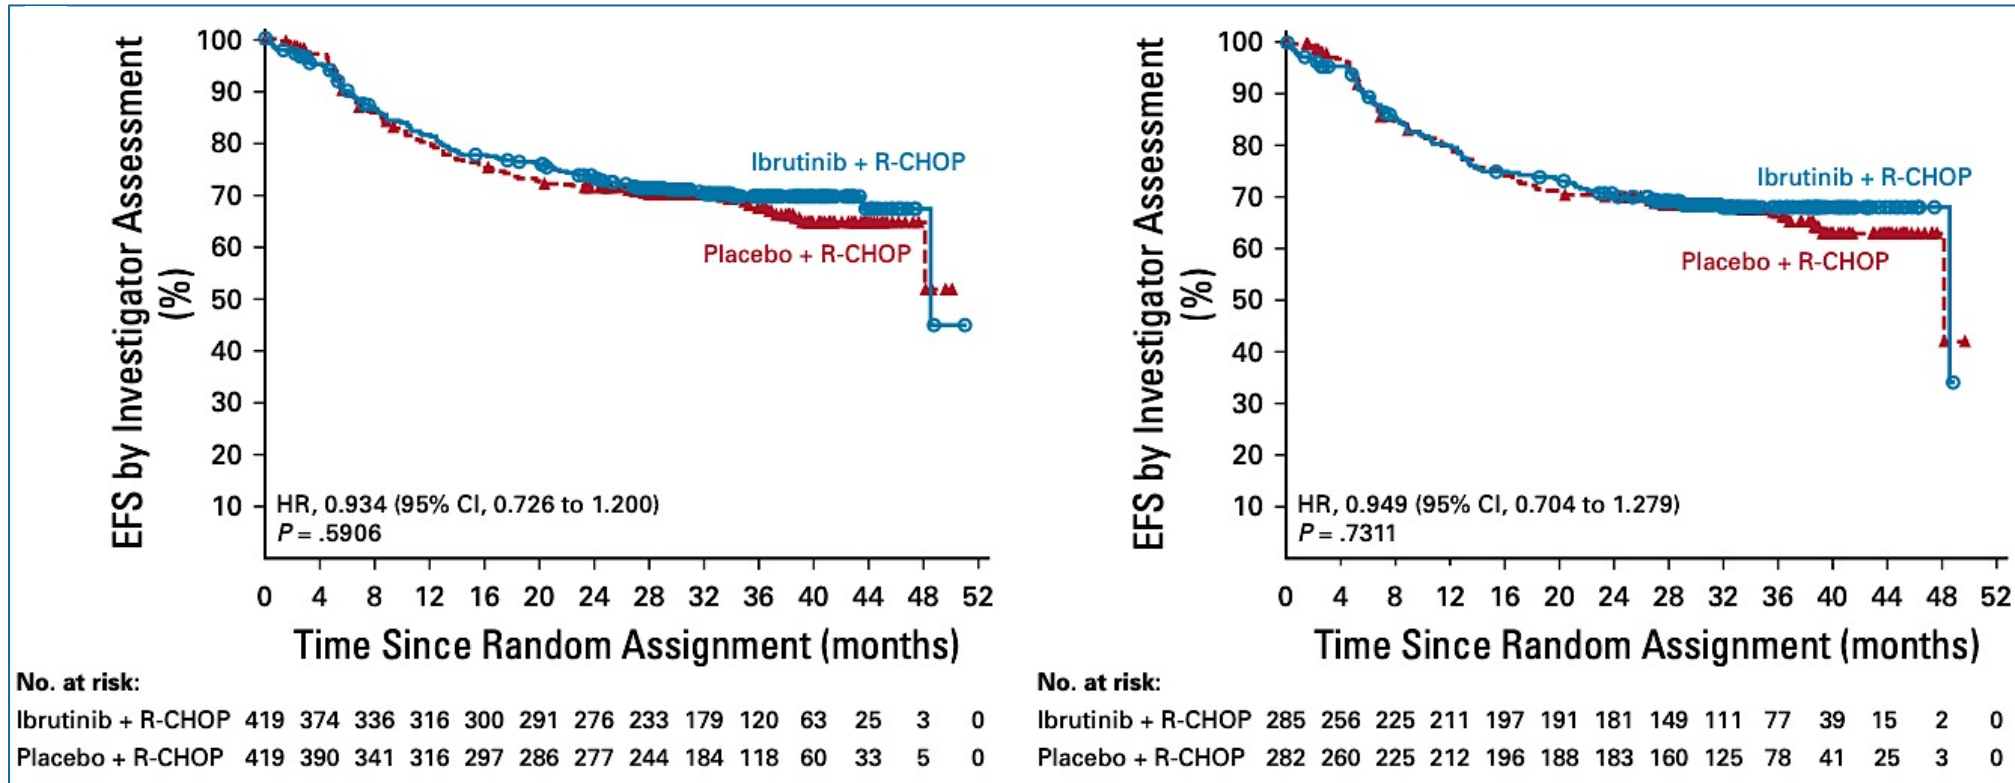 EFS by Investigator Assessment
(%)
100
90
80
70
60
50
40
30
20
10
Ibrutinib + R-CHOP
Placebo + R-CHOP
HR, 0.934 (95% CI, 0.726 to 1.200)
P = .5906
0 4 8 12 16 20 24 28 32 36 40 44 48 52
Time Since Random Assignment (months)
No. at risk:
Ibrutinib + R-CHOP 419 374 336 316 300 291 276 233 179 120 63 25 3 0
Placebo + R-CHOP 419 390 341 316 297 286 277 244 184 118 60 33 5 0
EFS by Investigator Assessment
(%)
100
90
80
70
60
50
40
30
20
10
Ibrutinib + R-CHOP
Placebo + R-CHOP
HR, 0.949 (95% CI, 0.704 to 1.279)
P = .7311
0 4 8 12 16 20 24 28 32 36 40 44 48 52
Time Since Random Assignment (months)
No. at risk:
Ibrutinib + R-CHOP 285 256 225 211 197 191 181 149 111 77 39 15 2 0
Placebo + R-CHOP 282 260 225 212 196 188 183 160 125 78 41 25 3 0